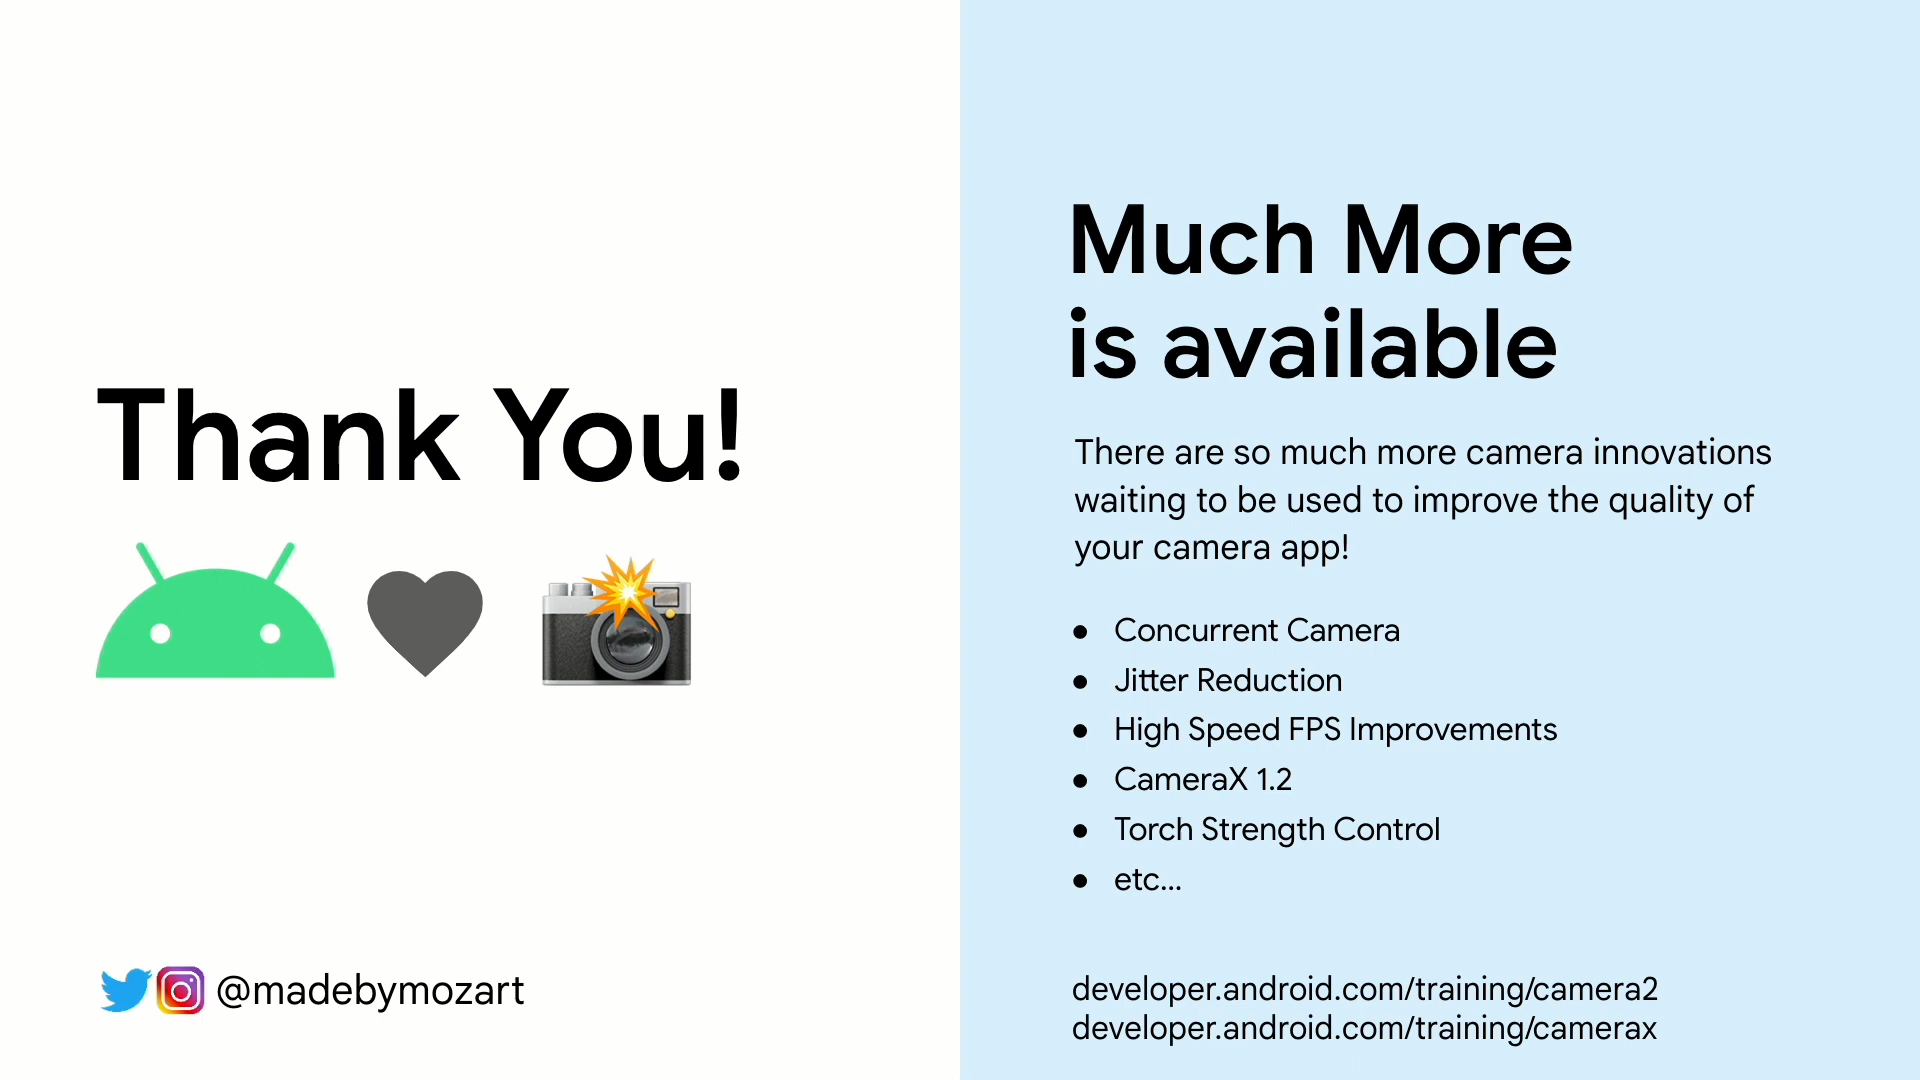 Thank You!
@madebymozart
Much More
is available
There are so much more camera innovations
waiting to be used to improve the quality of
your camera app!
● Concurrent Camera
● Jitter Reduction
● High Speed FPS Improvements
● CameraX 1.2
● Torch Strength Control
● etc...
developer.android.com/training/camera2
developer.android.com/training/camerax